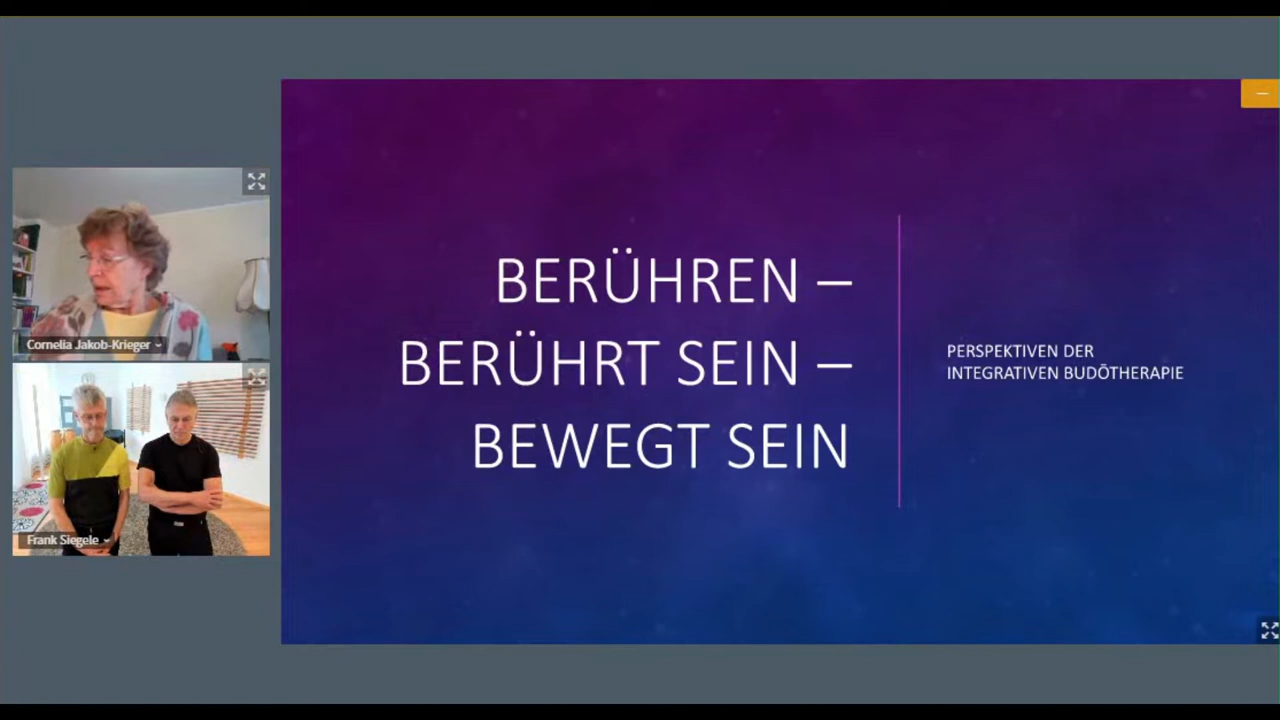 Cornelia Jakob-Krieger
Frank Siegele
BERÜHREN –
BERÜHRT SEIN –
BEWEGT SEIN
PERSPEKTIVEN DER
INTEGRATIVEN BUDŌTHERAPIE